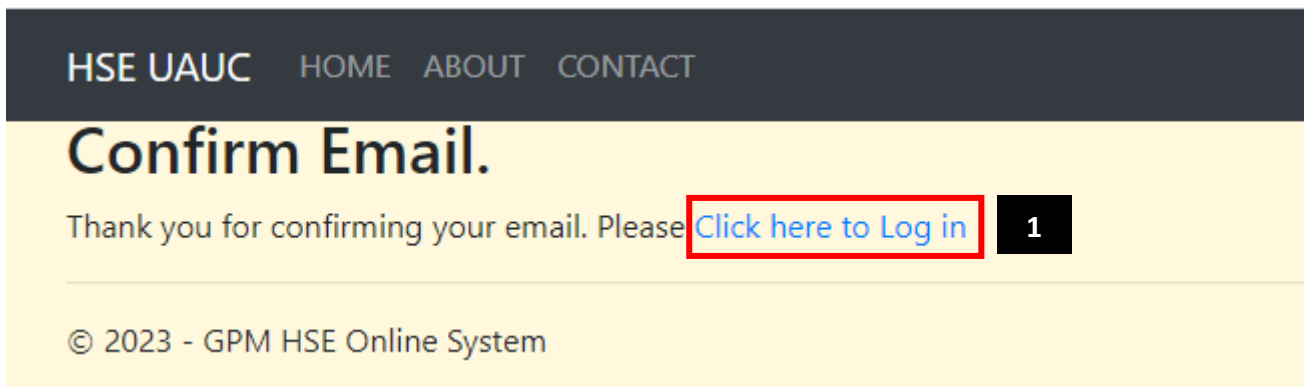 HSE UAUC HOME ABOUT CONTACT
Confirm Email.
Thank you for confirming your email. Please Click here to Log in 1
© 2023 - GPM HSE Online System